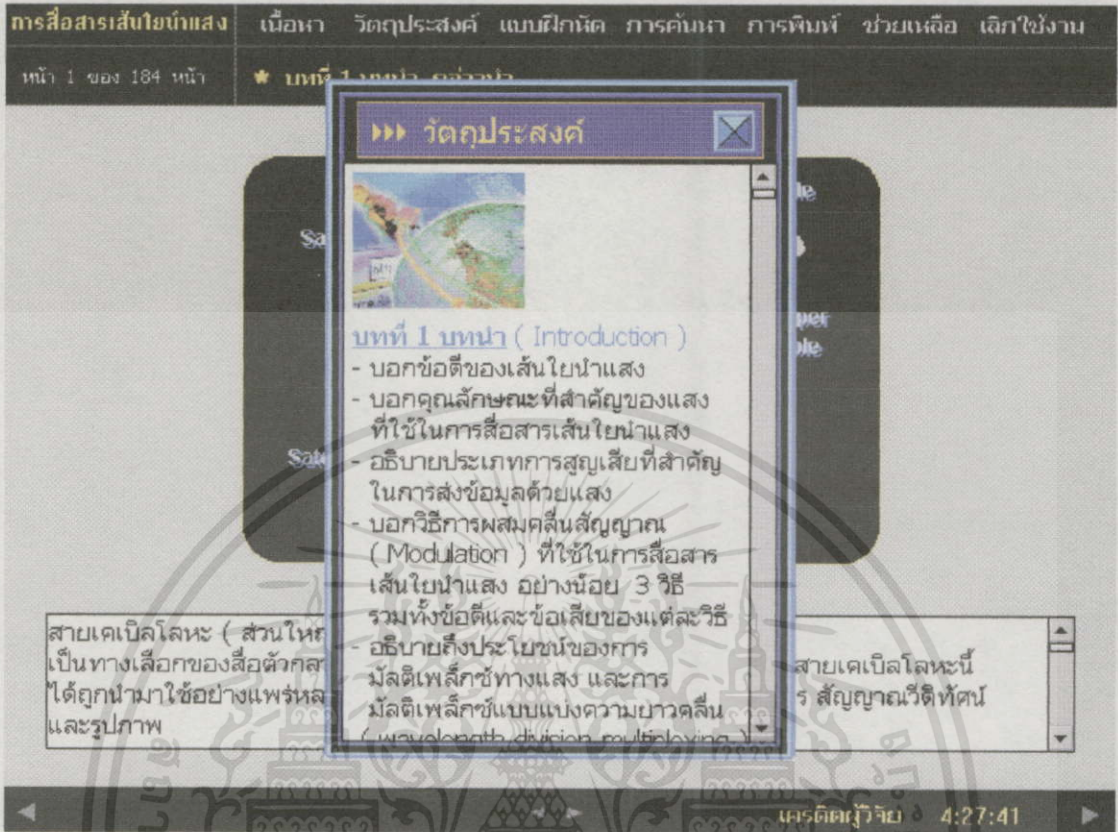 การสื่อสารเส้นใยนำแสง เนื้อหา วัตถุประสงค์ แบบฝึกหัด การค้นหา การพิมพ์ ช่วยเหลือ เลิกใช้งาน
หน้า 1 ของ 184 หน้า ★ บทที่ 1 บทนำ
วัตถุประสงค์
บทที่ 1 บทนำ ( Introduction )
- บอกข้อดีของเส้นใยนำแสง
- บอกคุณลักษณะที่สำคัญของแสง
ที่ใช้ในการสื่อสารเส้นใยนำแสง
- อธิบายประเภทการสูญเสียที่สำคัญ
ในการส่งข้อมูลด้วยแสง
- บอกวิธีการผสมคลื่นสัญญาณ
( Modulation ) ที่ใช้ในการสื่อสาร
เส้นใยนำแสง อย่างน้อย 3 วิธี
รวมทั้งข้อดีและข้อเสียของแต่ละวิธี
- อธิบายถึงประโยชน์ของการ
มัลติเพล็กซ์ทางแสง และการ
มัลติเพล็กซ์แบบแบ่งความยาวคลื่น
( wavelength division multiplexing )
สายเคเบิลโลหะ ( ส่วนใหญ
เป็นทางเลือกของสื่อตัวกลา สายเคเบิลโลหะนี้
ได้ถูกนำมาใช้อย่างแพร่หล ร สัญญาณวีดิทัศน์
และรูปภาพ
เครดิตผู้วิจัย 4:27:41